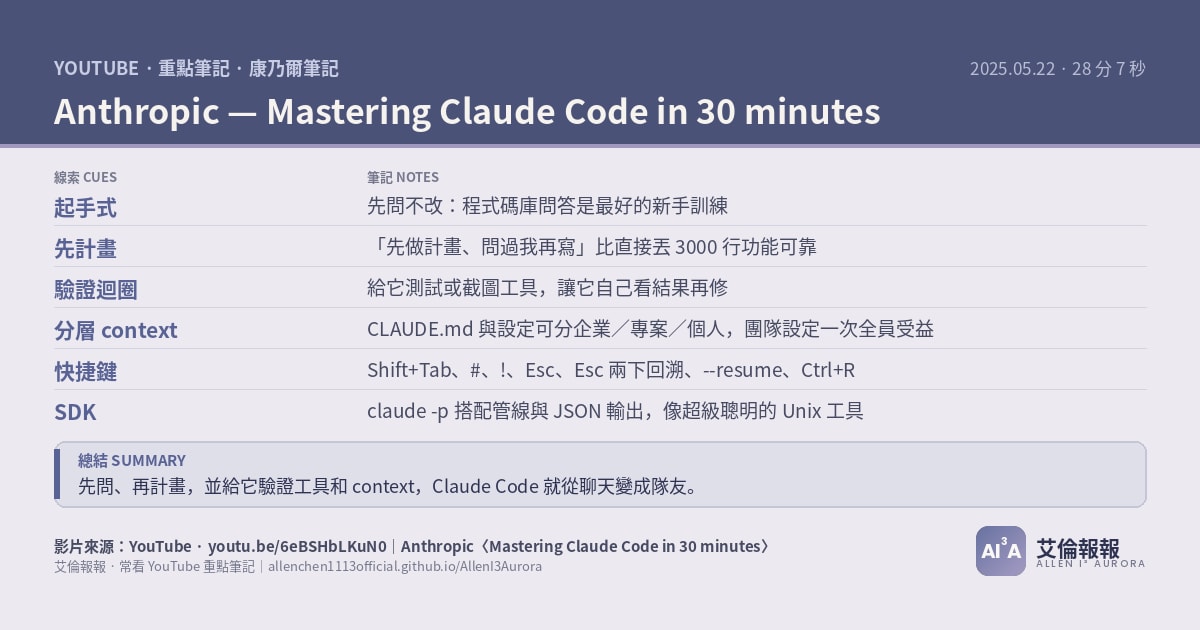 YOUTUBE · 重點筆記 · 康乃爾筆記
2025.05.22 · 28 分 7 秒
Anthropic — Mastering Claude Code in 30 minutes
線索 CUES
筆記 NOTES
起手式
先問不改：程式碼庫問答是最好的新手訓練
先計畫
「先做計畫、問過我再寫」比直接丟 3000 行功能可靠
驗證迴圈
給它測試或截圖工具，讓它自己看結果再修
分層 context
CLAUDE.md 與設定可分企業／專案／個人，團隊設定一次全員受益
快捷鍵
Shift+Tab、#、!、Esc、Esc 兩下回溯、--resume、Ctrl+R
SDK
claude -p 搭配管線與 JSON 輸出，像超級聰明的 Unix 工具
總結 SUMMARY
先問、再計畫，並給它驗證工具和 context，Claude Code 就從聊天變成隊友。
影片來源：YouTube · youtu.be/6eBSHbLKuN0｜Anthropic〈Mastering Claude Code in 30 minutes〉
艾倫報報 · 常看 YouTube 重點筆記｜allenchen1113official.github.io/AllenI3Aurora
AI³A
艾倫報報
ALLEN I³ AURORA